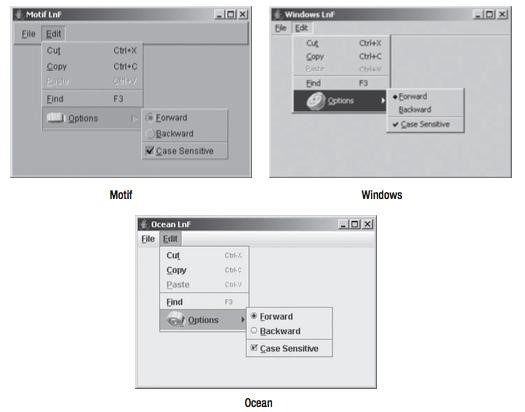 Motif LnF
File Edit
Cut Ctrl+X
Copy Ctrl+C
Paste Ctrl+V
Find F3
Options
Forward
Backward
Case Sensitive
Motif
Windows LnF
File Edit
Cut Ctrl+X
Copy Ctrl+C
Paste Ctrl+V
Find F3
Options
Forward
Backward
Case Sensitive
Windows
Ocean LnF
File Edit
Cut Ctrl-X
Copy Ctrl-C
Paste Ctrl-V
Find F3
Options
Forward
Backward
Case Sensitive
Ocean